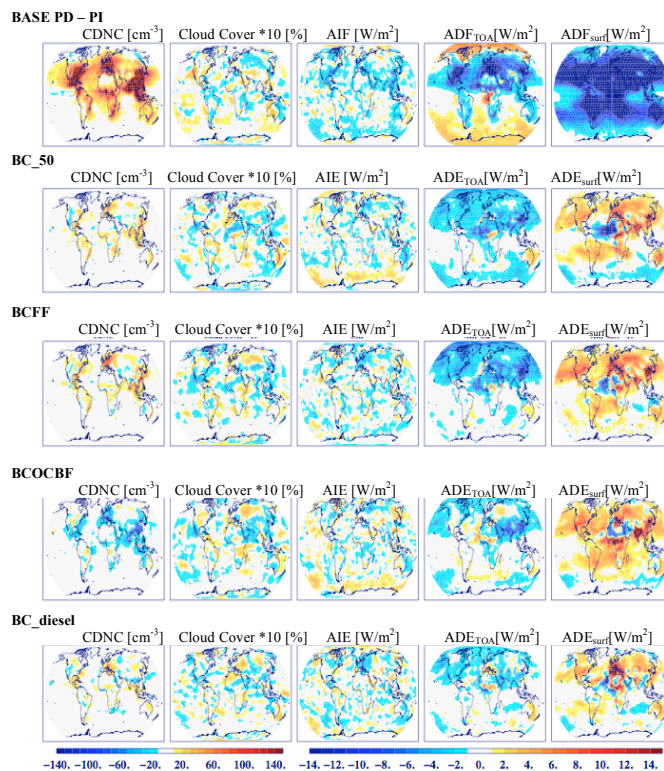 BASE PD – PI
CDNC [cm-3] Cloud Cover *10 [%] AIF [W/m2] ADFTOA [W/m2] ADFsurf[W/m2]
BC_50
CDNC [cm-3] Cloud Cover *10 [%] AIE [W/m2] ADETOA[W/m2] ADEsurf[W/m2]
BCFF
CDNC [cm-3] Cloud Cover *10 [%] AIE [W/m2] ADETOA[W/m2] ADEsurf[W/m2]
BCOCBF
CDNC [cm-3] Cloud Cover *10 [%] AIE [W/m2] ADETOA[W/m2] ADEsurf[W/m2]
BC_diesel
CDNC [cm-3] Cloud Cover *10 [%] AIE [W/m2] ADETOA[W/m2] ADEsurf[W/m2]
-140. -100. -60. -20. 20. 60. 100. 140. -14. -12. -10. -8. -6. -4. -2. 2. 4. 6. 8. 10. 12. 14.